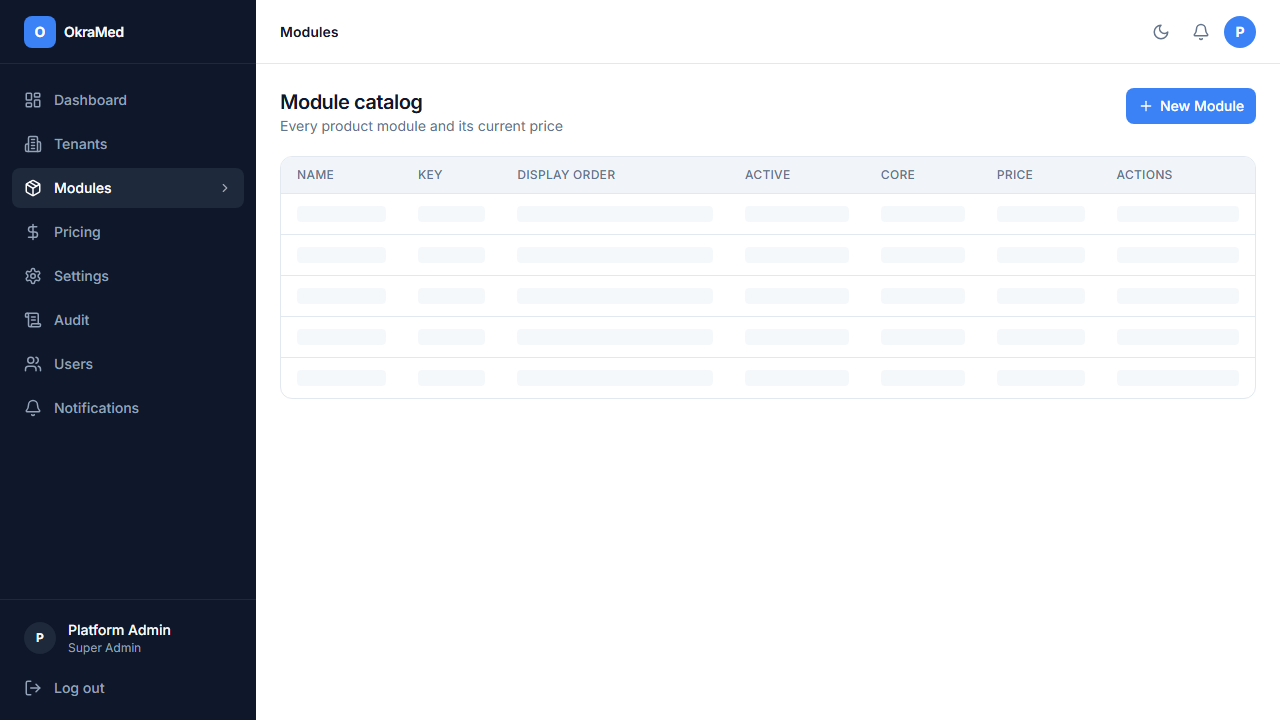 O OkraMed
Dashboard
Tenants
Modules
Pricing
Settings
Audit
Users
Notifications
P
Platform Admin
Super Admin
Log out
Modules
P
Module catalog
Every product module and its current price
New Module
NAME KEY DISPLAY ORDER ACTIVE CORE PRICE ACTIONS